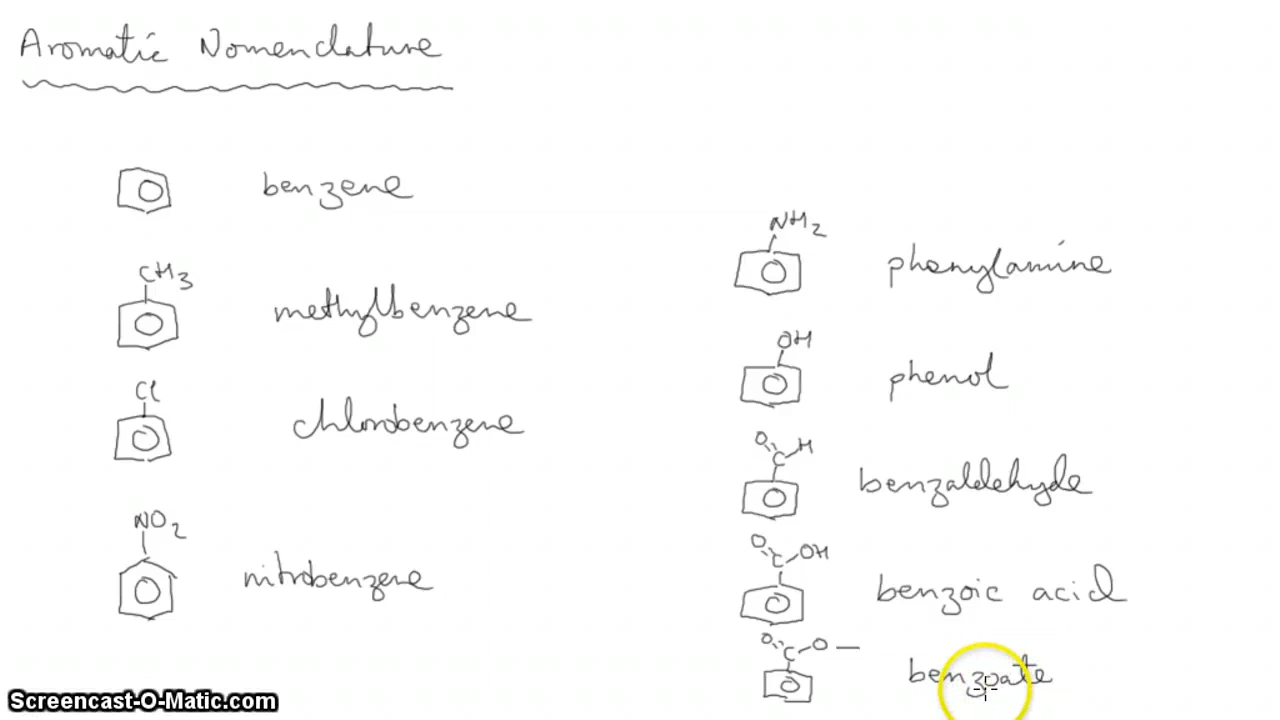 Aromatic Nomenclature
benzene
CH3
methylbenzene
Cl
chlorobenzene
NO2
nitrobenzene
NH2
phenylamine
OH
phenol
O
C H
benzaldehyde
O
C OH
benzoic acid
O
C O —
benzoate
Screencast-O-Matic.com